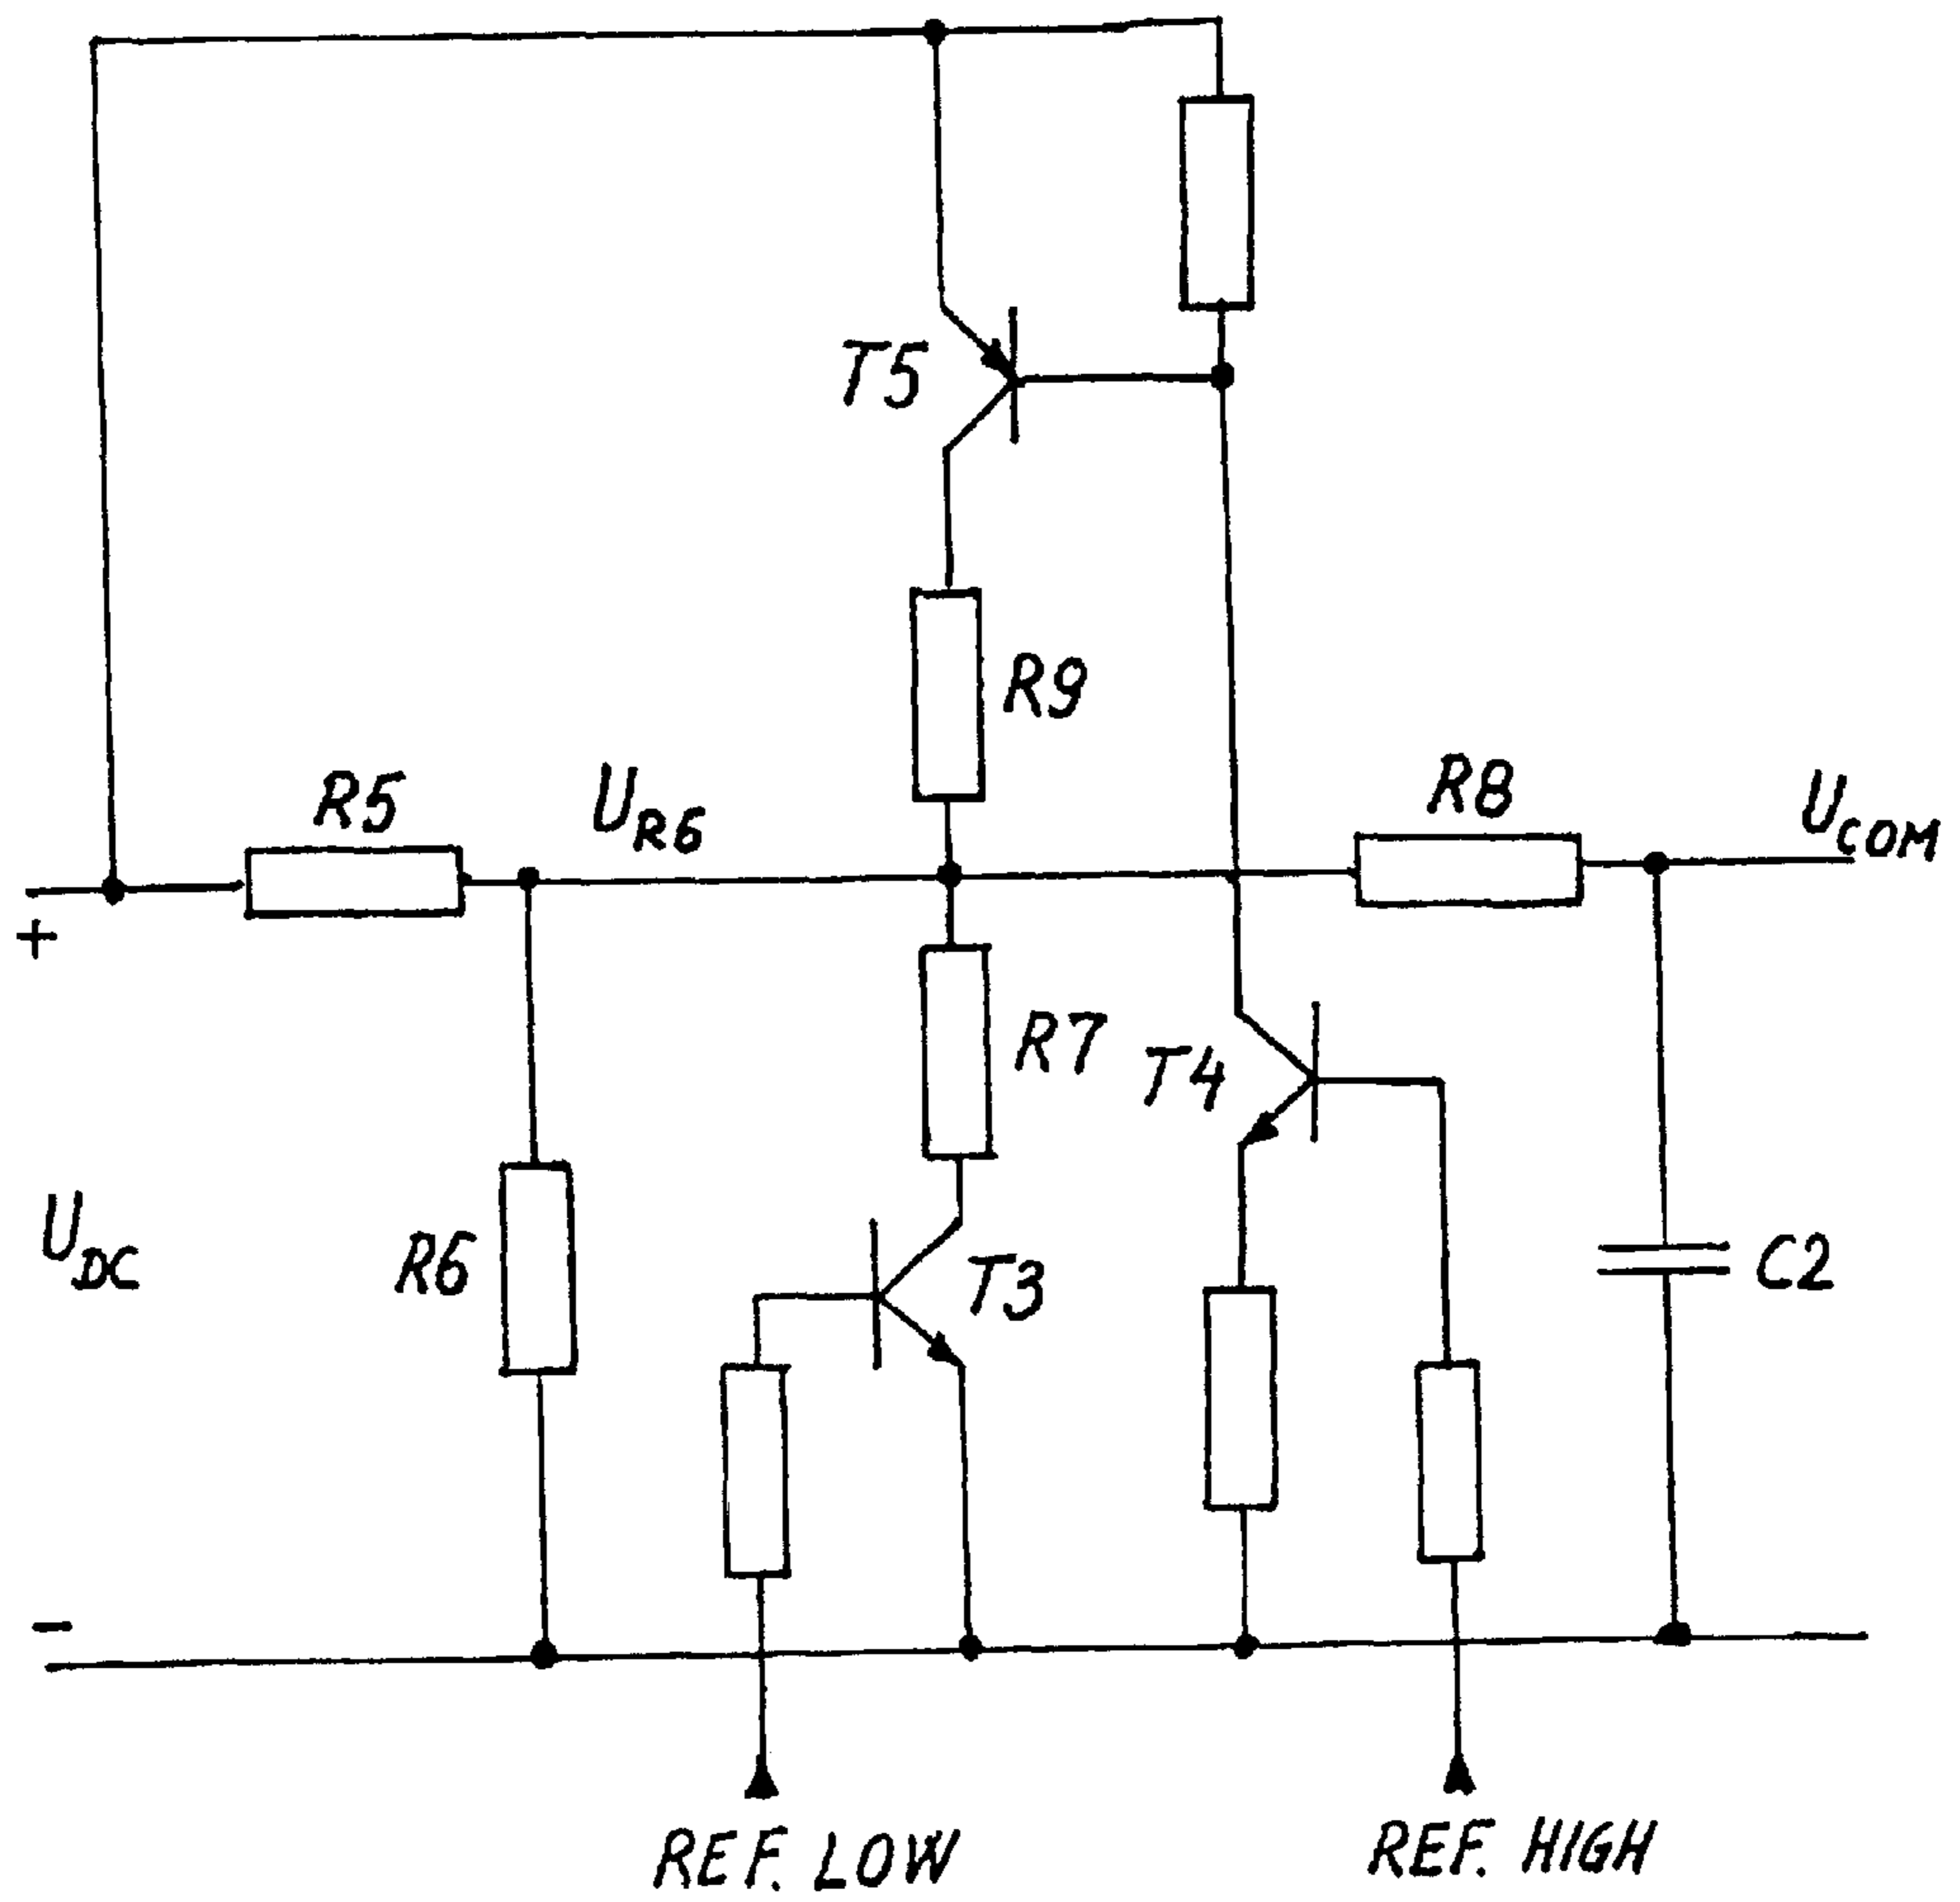 T5
R9
R5
U_R6
R8
U_COM
+
R7
T4
U_DC
R6
T3
C2
-
REF. LOW
REF. HIGH